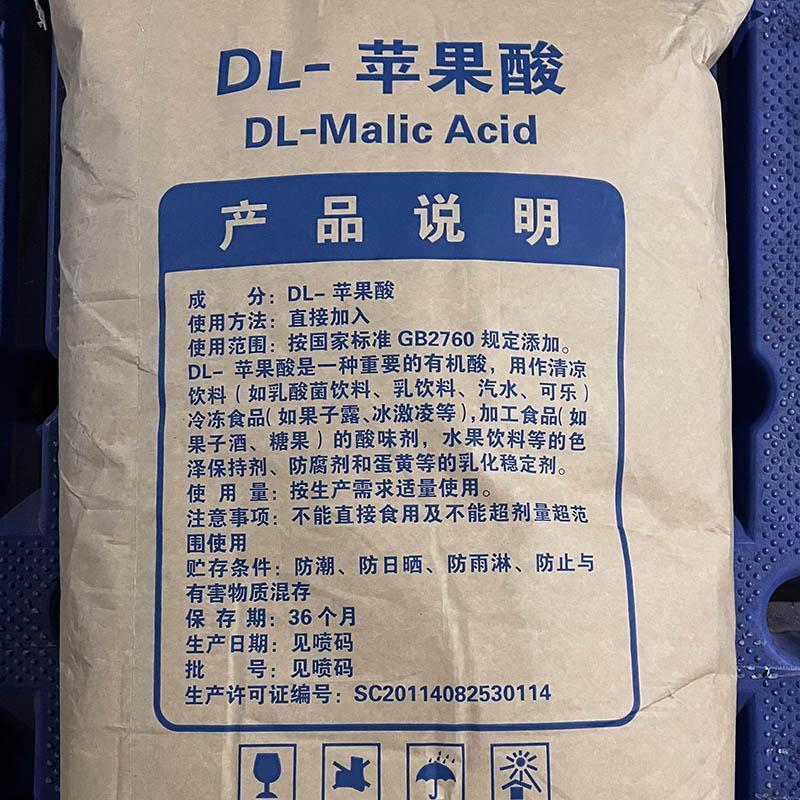 DL- 苹果酸
DL-Malic Acid
产品说明
成 分：DL- 苹果酸
使用方法：直接加入
使用范围：按国家标准 GB2760 规定添加。
DL- 苹果酸是一种重要的有机酸，用作清凉
饮料（如乳酸菌饮料、乳饮料、汽水、可乐）
冷冻食品（如果子露、冰激凌等），加工食品（如
果子酒、糖果）的酸味剂，水果饮料等的色
泽保持剂、防腐剂和蛋黄等的乳化稳定剂。
使 用 量：按生产需求适量使用。
注意事项：不能直接食用及不能超剂量超范
围使用
贮存条件：防潮、防日晒、防雨淋、防止与
有害物质混存
保 存 期：36 个月
生产日期：见喷码
批 号：见喷码
生产许可证编号：SC20114082530114